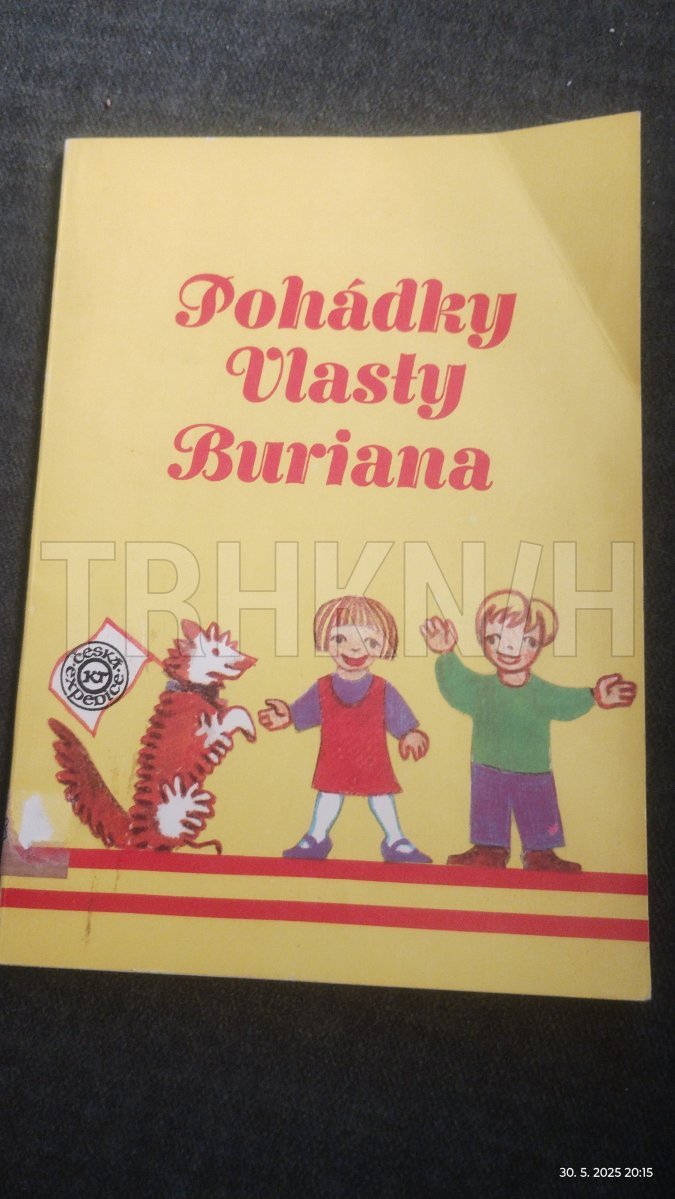 Pohádky
Vlasty
Buriana
TRHKNIH
ČESKÁ
KT
EXPEDICE
30. 5. 2025 20:15